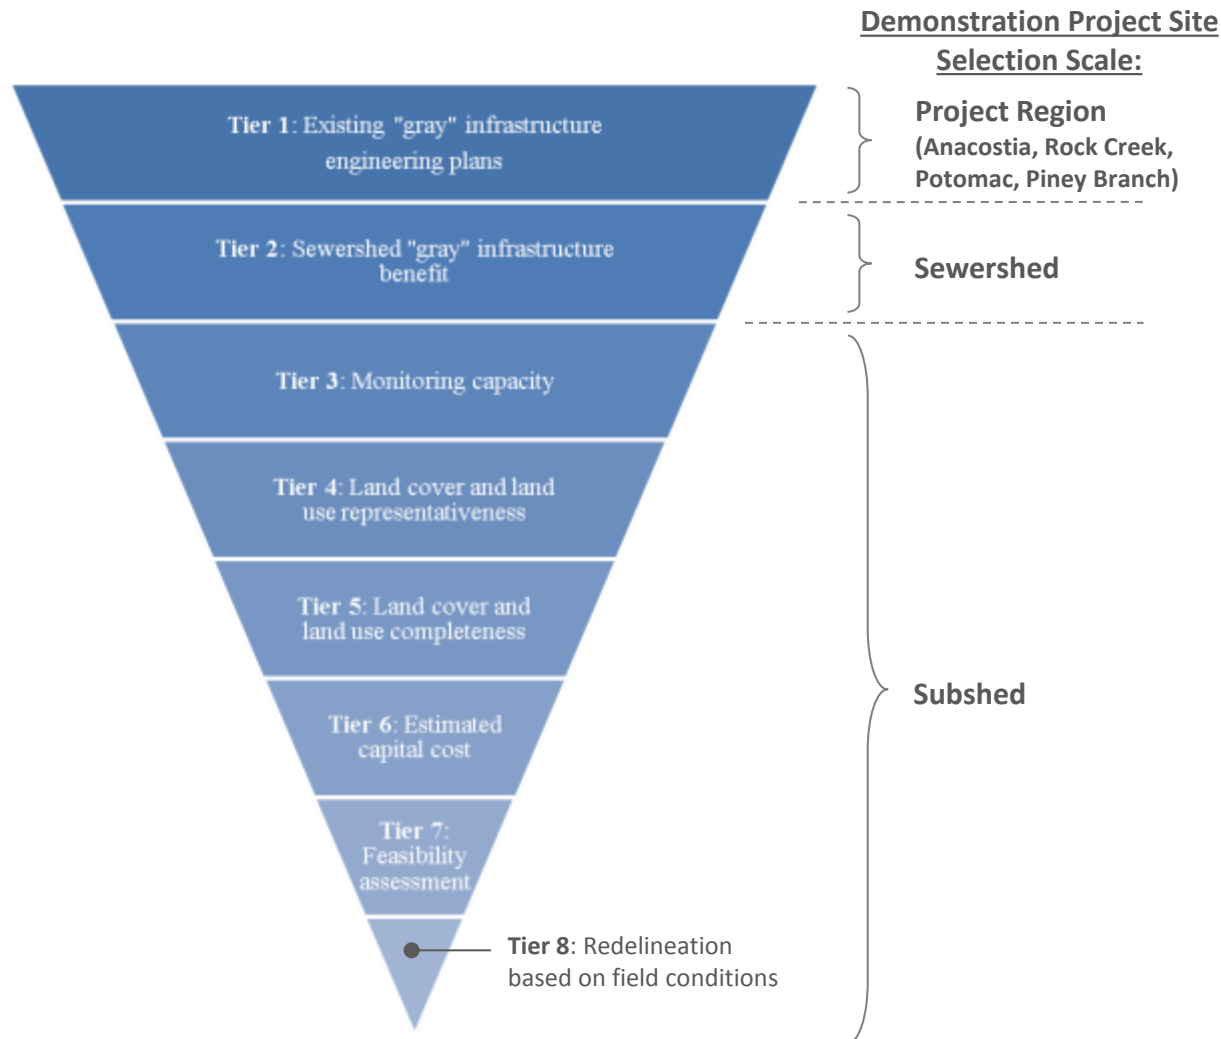 Demonstration Project Site
Selection Scale:
Tier 1: Existing "gray" infrastructure
engineering plans
Project Region
(Anacostia, Rock Creek,
Potomac, Piney Branch)
Tier 2: Sewershed "gray" infrastructure
benefit
Sewershed
Tier 3: Monitoring capacity
Tier 4: Land cover and land
use representativeness
Tier 5: Land cover and
land use completeness
Tier 6: Estimated
capital cost
Subshed
Tier 7:
Feasibility
assessment
Tier 8: Redelineation
based on field conditions